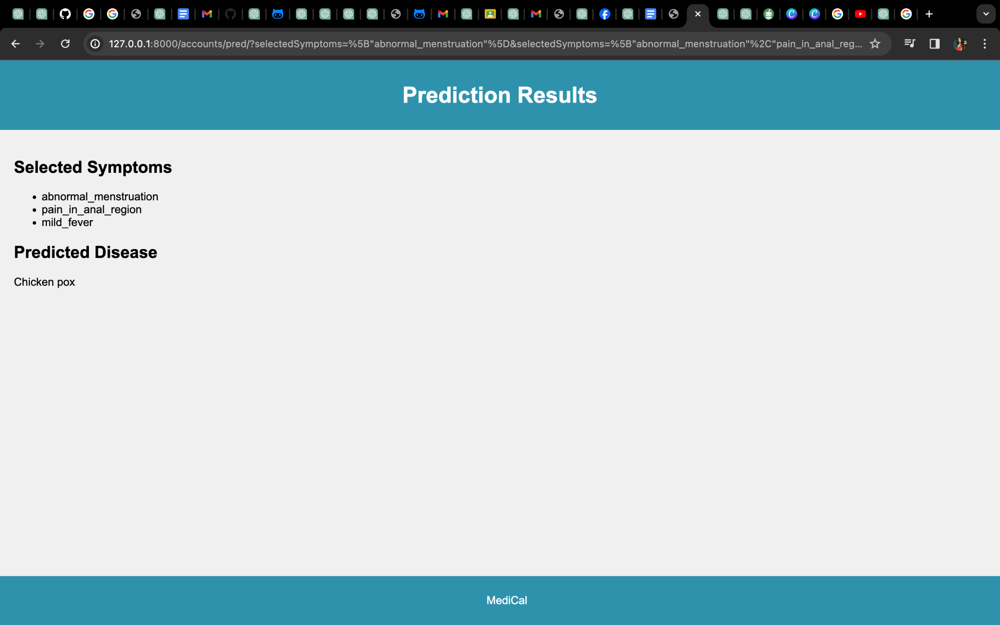 127.0.0.1:8000/accounts/pred/?selectedSymptoms=%5B"abnormal_menstruation"%5D&selectedSymptoms=%5B"abnormal_menstruation"%2C"pain_in_anal_reg...
Prediction Results
Selected Symptoms
• abnormal_menstruation
• pain_in_anal_region
• mild_fever
Predicted Disease
Chicken pox
MediCal